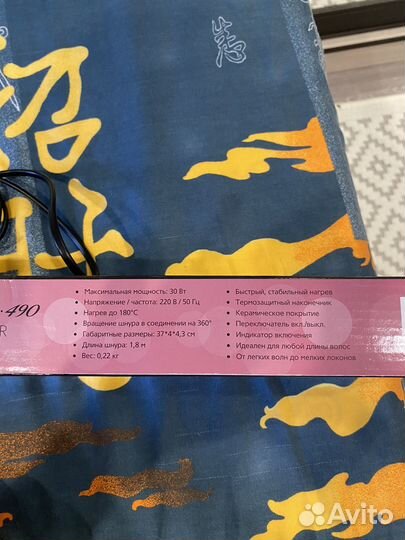 招
• 490
R
• Максимальная мощность: 30 Вт
• Напряжение / частота: 220 В / 50 Гц
• Нагрев до 180°C
• Вращение шнура в соединении на 360°
• Габаритные размеры: 37*4*4,3 см
• Длина шнура: 1,8 м
• Вес: 0,22 кг
• Быстрый, стабильный нагрев
• Термозащитный наконечник
• Керамическое покрытие
• Переключатель вкл./выкл.
• Индикатор включения
• Идеален для любой длины волос
• От легких волн до мелких локонов
Avito